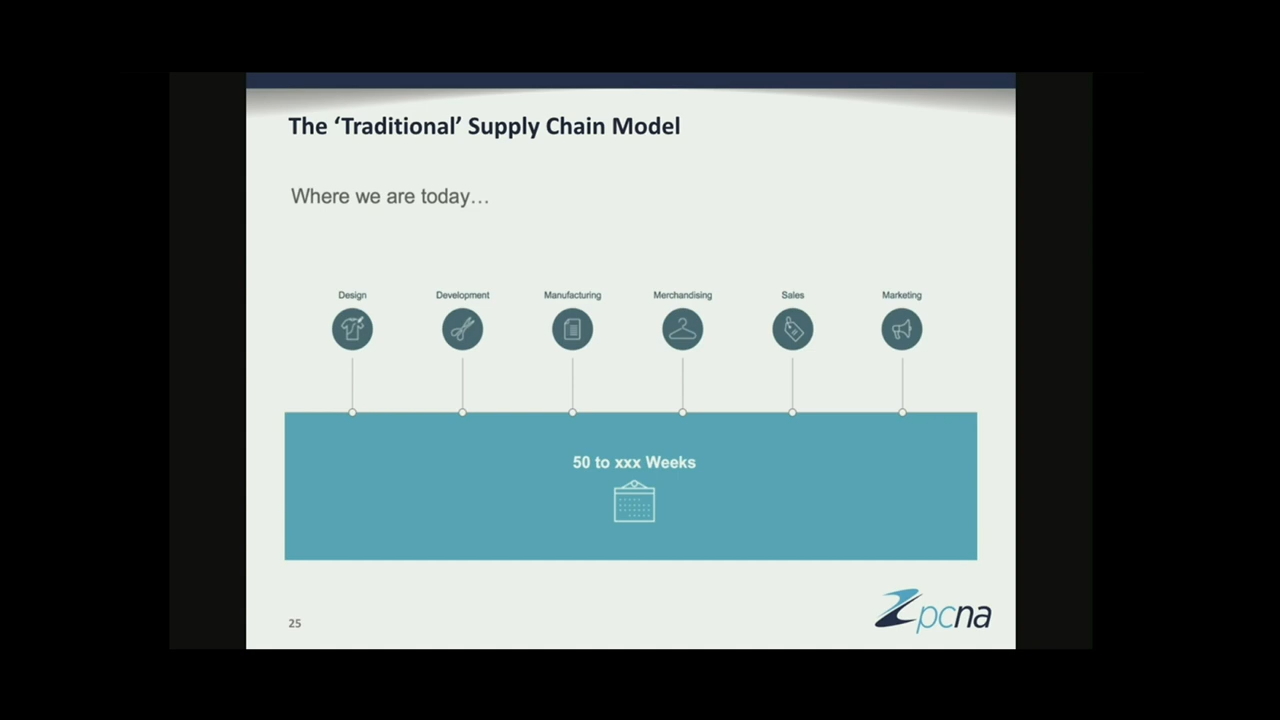 The ‘Traditional’ Supply Chain Model
Where we are today…
Design
Development
Manufacturing
Merchandising
Sales
Marketing
50 to xxx Weeks
25
pcna